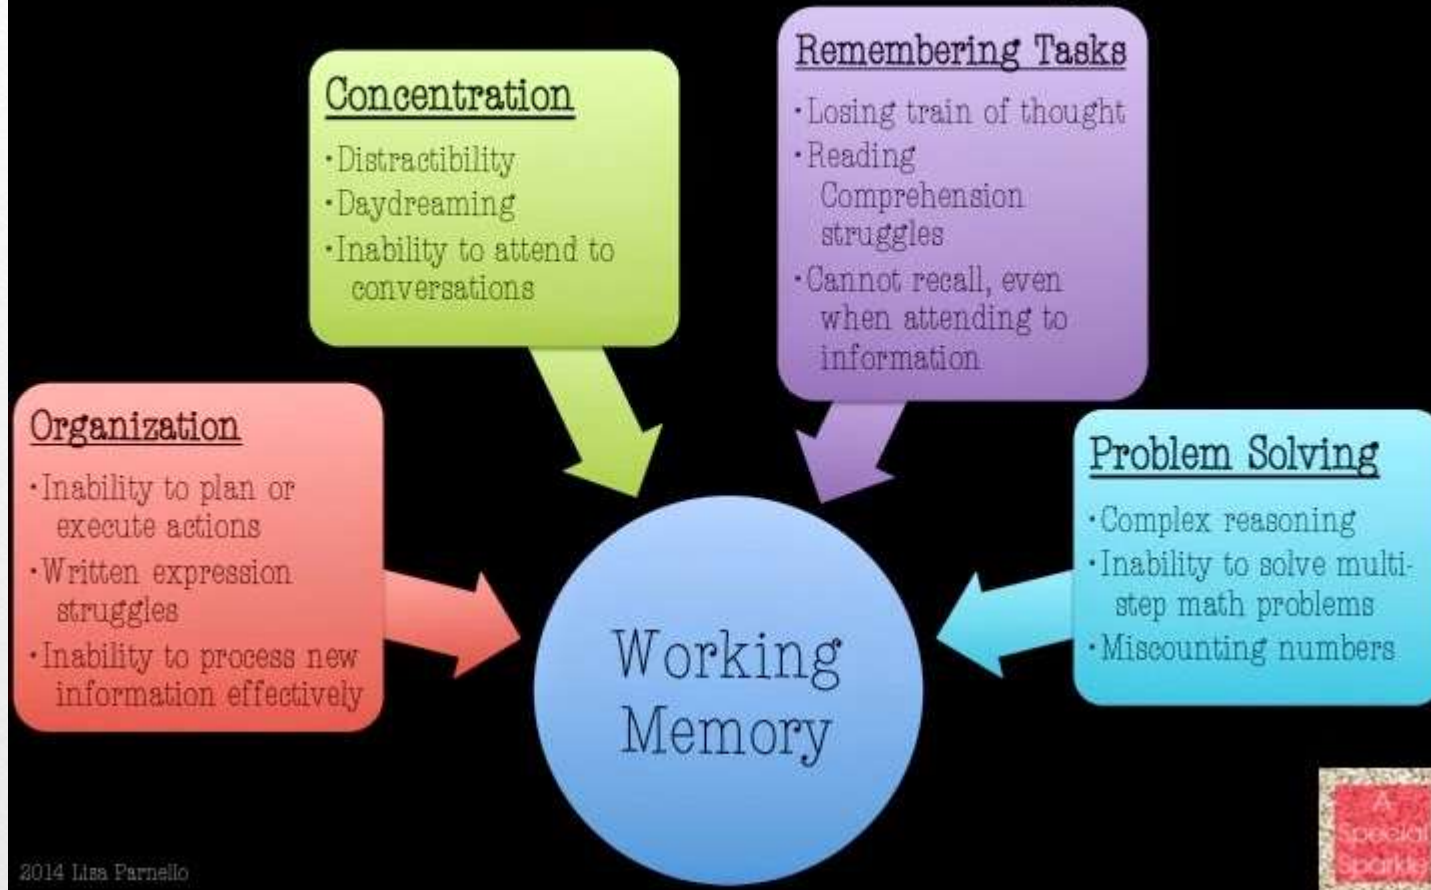 Organization
·Inability to plan or
execute actions
·Written expression
struggles
·Inability to process new
information effectively
Concentration
·Distractibility
·Daydreaming
·Inability to attend to
conversations
Remembering Tasks
·Losing train of thought
·Reading
Comprehension
struggles
·Cannot recall, even
when attending to
information
Problem Solving
·Complex reasoning
·Inability to solve multi-
step math problems
·Miscounting numbers
Working
Memory
2014 Lisa Parnello
A
Special
Sparkle